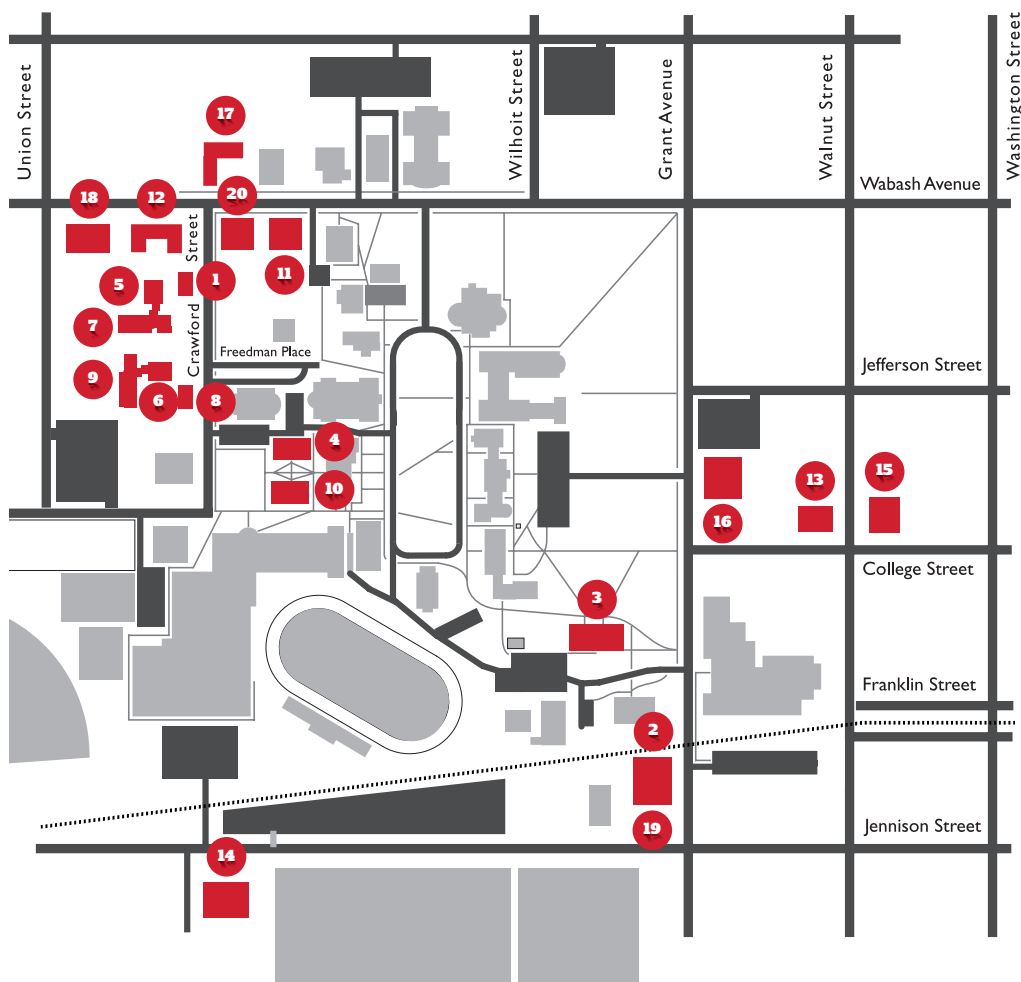 Union Street
Wilhoit Street
Grant Avenue
Walnut Street
Washington Street
17
Wabash Avenue
18
12
20
Crawford Street
5
1
11
7
Freedman Place
Jefferson Street
9
6
8
4
10
13
15
16
College Street
3
Franklin Street
2
19
Jennison Street
14